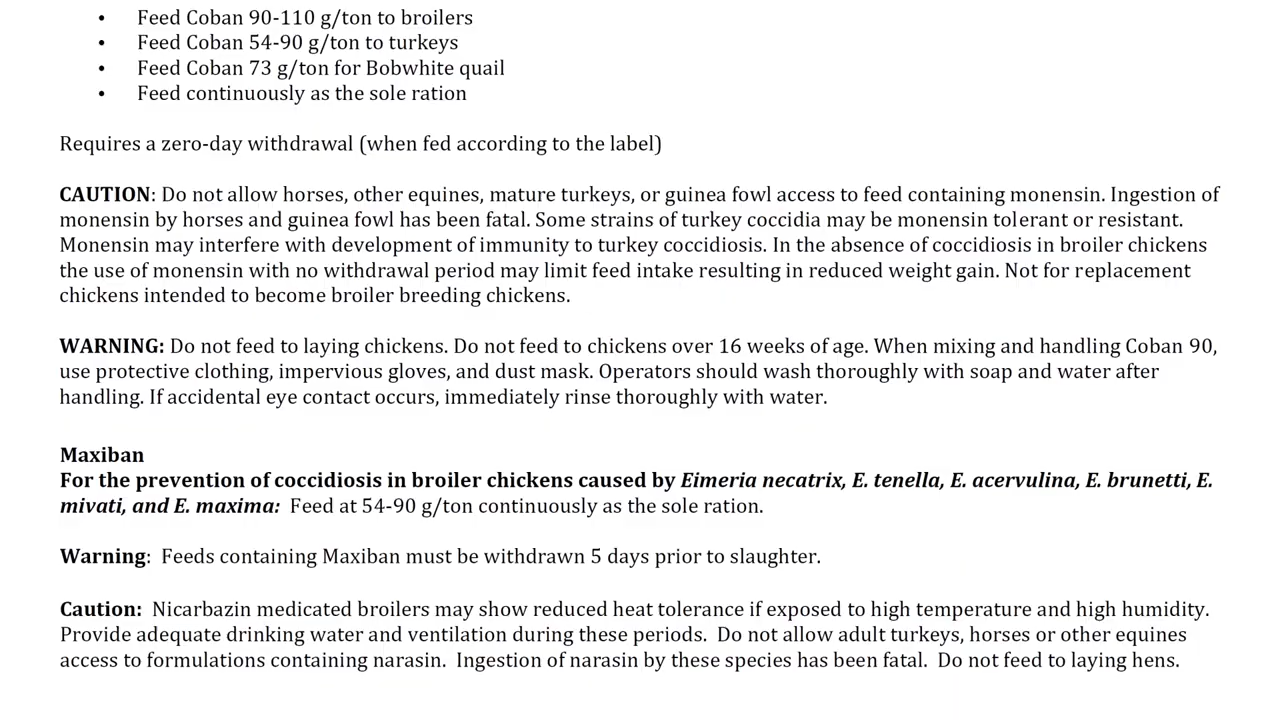 • Feed Coban 90-110 g/ton to broilers
• Feed Coban 54-90 g/ton to turkeys
• Feed Coban 73 g/ton for Bobwhite quail
• Feed continuously as the sole ration
Requires a zero-day withdrawal (when fed according to the label)
CAUTION: Do not allow horses, other equines, mature turkeys, or guinea fowl access to feed containing monensin. Ingestion of
monensin by horses and guinea fowl has been fatal. Some strains of turkey coccidia may be monensin tolerant or resistant.
Monensin may interfere with development of immunity to turkey coccidiosis. In the absence of coccidiosis in broiler chickens
the use of monensin with no withdrawal period may limit feed intake resulting in reduced weight gain. Not for replacement
chickens intended to become broiler breeding chickens.
WARNING: Do not feed to laying chickens. Do not feed to chickens over 16 weeks of age. When mixing and handling Coban 90,
use protective clothing, impervious gloves, and dust mask. Operators should wash thoroughly with soap and water after
handling. If accidental eye contact occurs, immediately rinse thoroughly with water.
Maxiban
For the prevention of coccidiosis in broiler chickens caused by Eimeria necatrix, E. tenella, E. acervulina, E. brunetti, E.
mivati, and E. maxima: Feed at 54-90 g/ton continuously as the sole ration.
Warning: Feeds containing Maxiban must be withdrawn 5 days prior to slaughter.
Caution: Nicarbazin medicated broilers may show reduced heat tolerance if exposed to high temperature and high humidity.
Provide adequate drinking water and ventilation during these periods. Do not allow adult turkeys, horses or other equines
access to formulations containing narasin. Ingestion of narasin by these species has been fatal. Do not feed to laying hens.